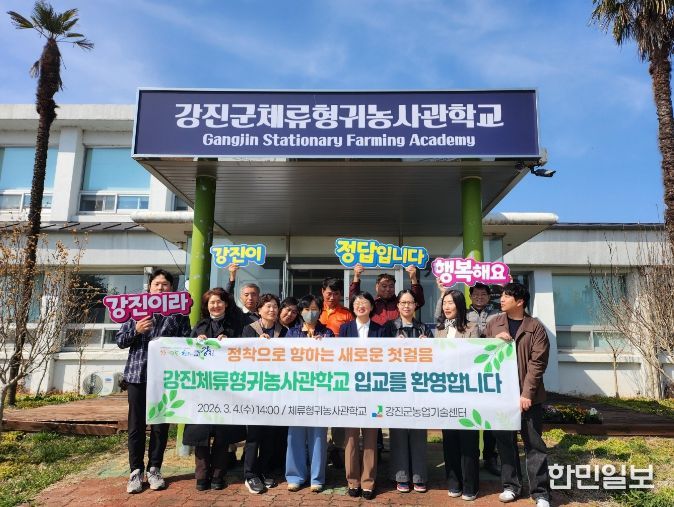 강진군체류형귀농사관학교
Gangjin Stationary Farming Academy
강진이
정답입니다
행복해요
강진이라
정착으로 향하는 새로운 첫걸음
강진체류형귀농사관학교 입교를 환영합니다
2026. 3. 4.(수) 14:00 / 체류형귀농사관학교 강진군농업기술센터
한민일보